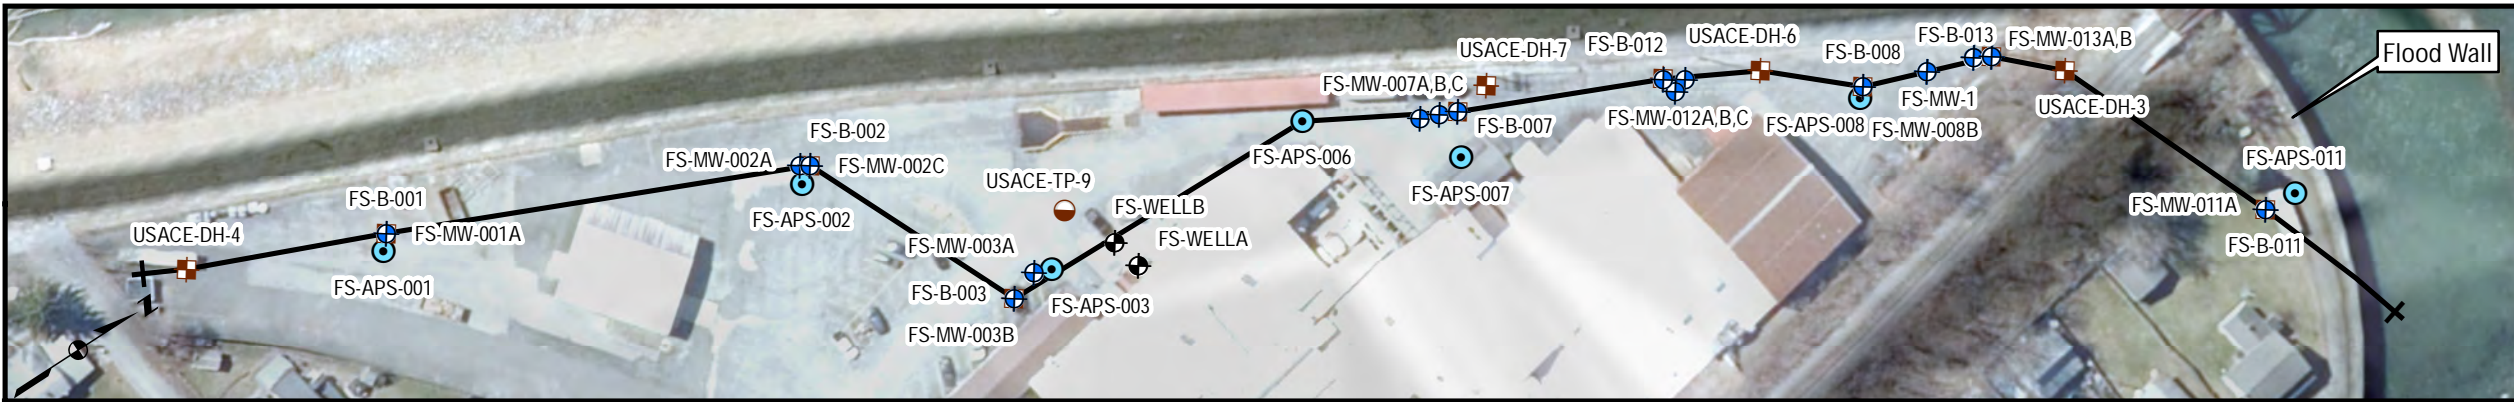 Flood Wall
USACE-DH-4
FS-B-001
FS-MW-001A
FS-APS-001
FS-B-002
FS-MW-002A
FS-MW-002C
FS-APS-002
USACE-TP-9
FS-WELLB
FS-WELLA
FS-MW-003A
FS-B-003
FS-APS-003
FS-MW-003B
FS-APS-006
FS-MW-007A,B,C
USACE-DH-7
FS-B-007
FS-APS-007
FS-B-012
FS-MW-012A,B,C
USACE-DH-6
FS-B-008
FS-APS-008
FS-MW-008B
FS-MW-1
FS-B-013
FS-MW-013A,B
USACE-DH-3
FS-APS-011
FS-MW-011A
FS-B-011